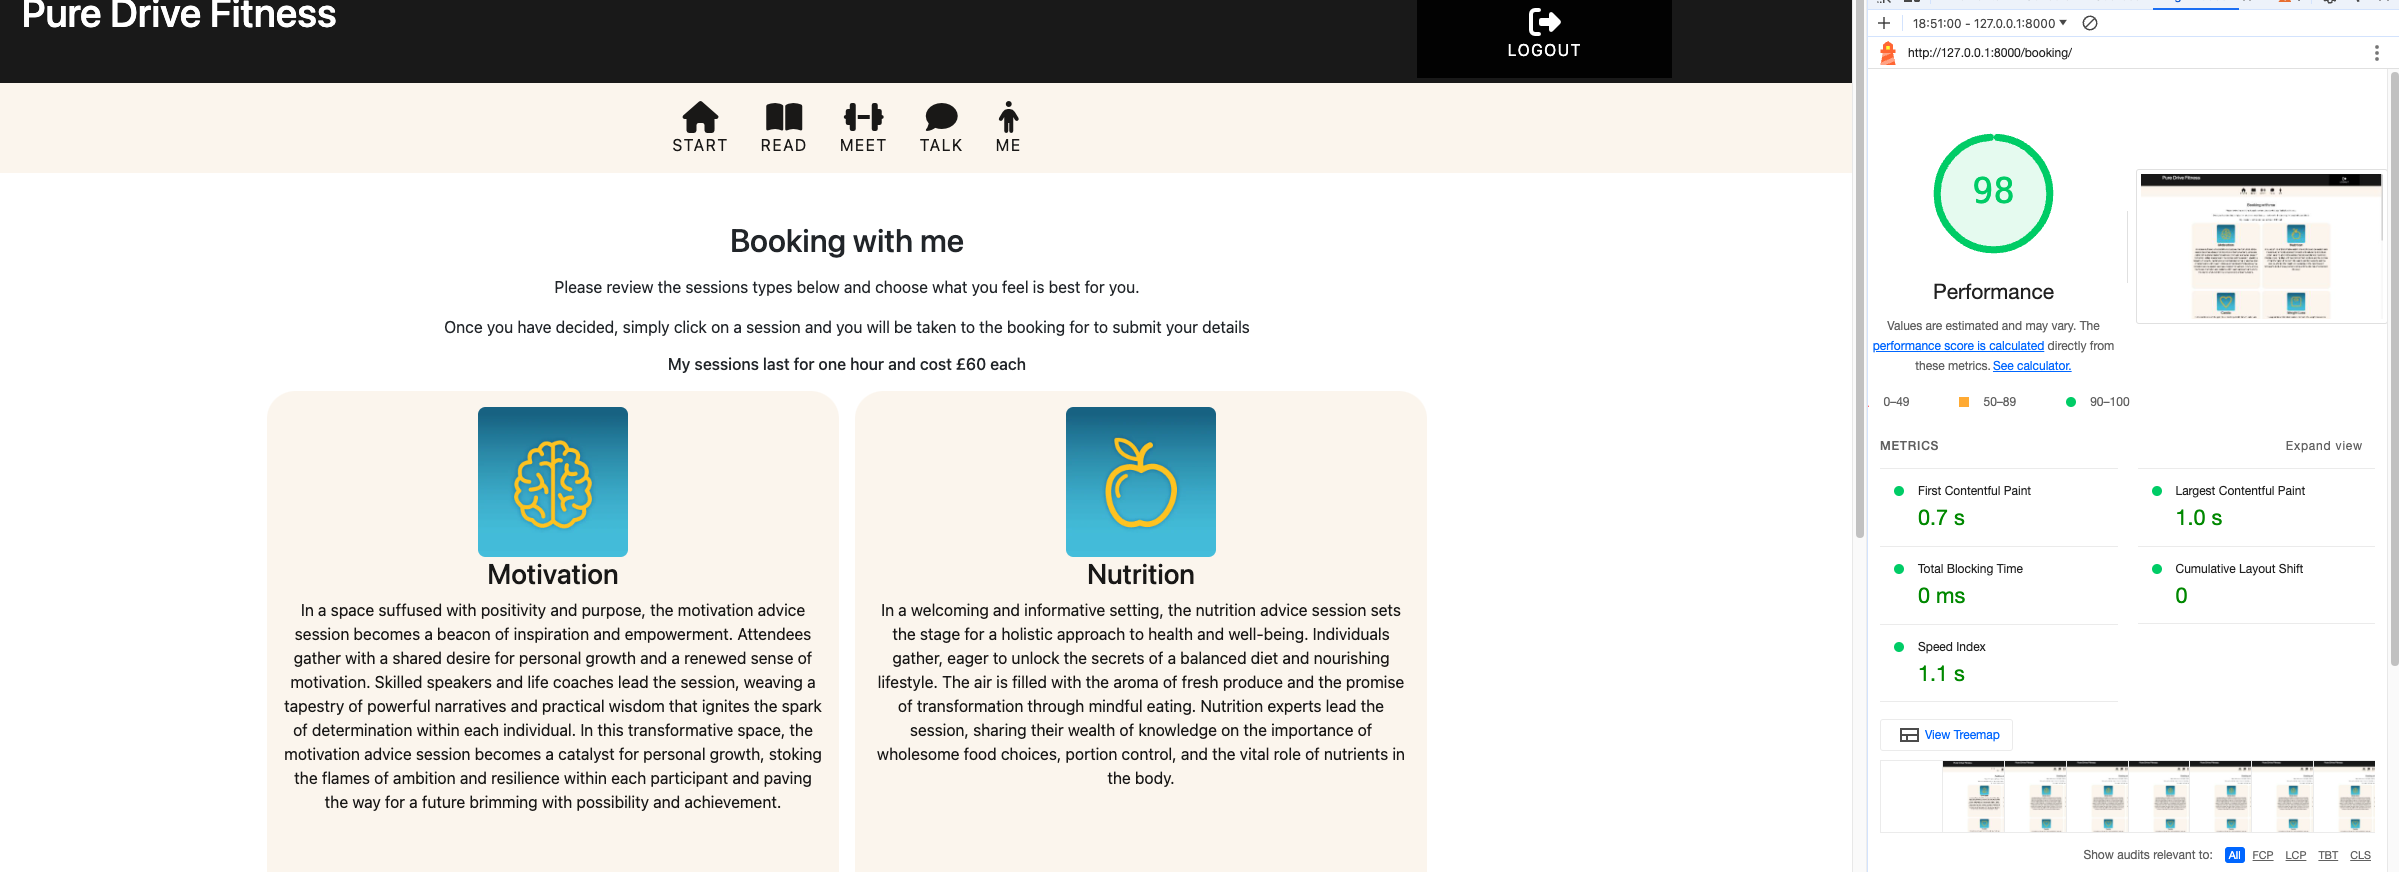 Pure Drive Fitness
LOGOUT
START READ MEET TALK ME
Booking with me
Please review the sessions types below and choose what you feel is best for you.
Once you have decided, simply click on a session and you will be taken to the booking for to submit your details
My sessions last for one hour and cost £60 each
Motivation
In a space suffused with positivity and purpose, the motivation advice
session becomes a beacon of inspiration and empowerment. Attendees
gather with a shared desire for personal growth and a renewed sense of
motivation. Skilled speakers and life coaches lead the session, weaving a
tapestry of powerful narratives and practical wisdom that ignites the spark
of determination within each individual. In this transformative space, the
motivation advice session becomes a catalyst for personal growth, stoking
the flames of ambition and resilience within each participant and paving
the way for a future brimming with possibility and achievement.
Nutrition
In a welcoming and informative setting, the nutrition advice session sets
the stage for a holistic approach to health and well-being. Individuals
gather, eager to unlock the secrets of a balanced diet and nourishing
lifestyle. The air is filled with the aroma of fresh produce and the promise
of transformation through mindful eating. Nutrition experts lead the
session, sharing their wealth of knowledge on the importance of
wholesome food choices, portion control, and the vital role of nutrients in
the body.
18:51:00 - 127.0.0.1:8000
http://127.0.0.1:8000/booking/
98
Pure Drive Fitness
Booking with me
Performance
Values are estimated and may vary. The
performance score is calculated directly from
these metrics. See calculator.
0–49 50–89 90–100
METRICS Expand view
First Contentful Paint
0.7 s
Largest Contentful Paint
1.0 s
Total Blocking Time
0 ms
Cumulative Layout Shift
0
Speed Index
1.1 s
View Treemap
Show audits relevant to: All FCP LCP TBT CLS